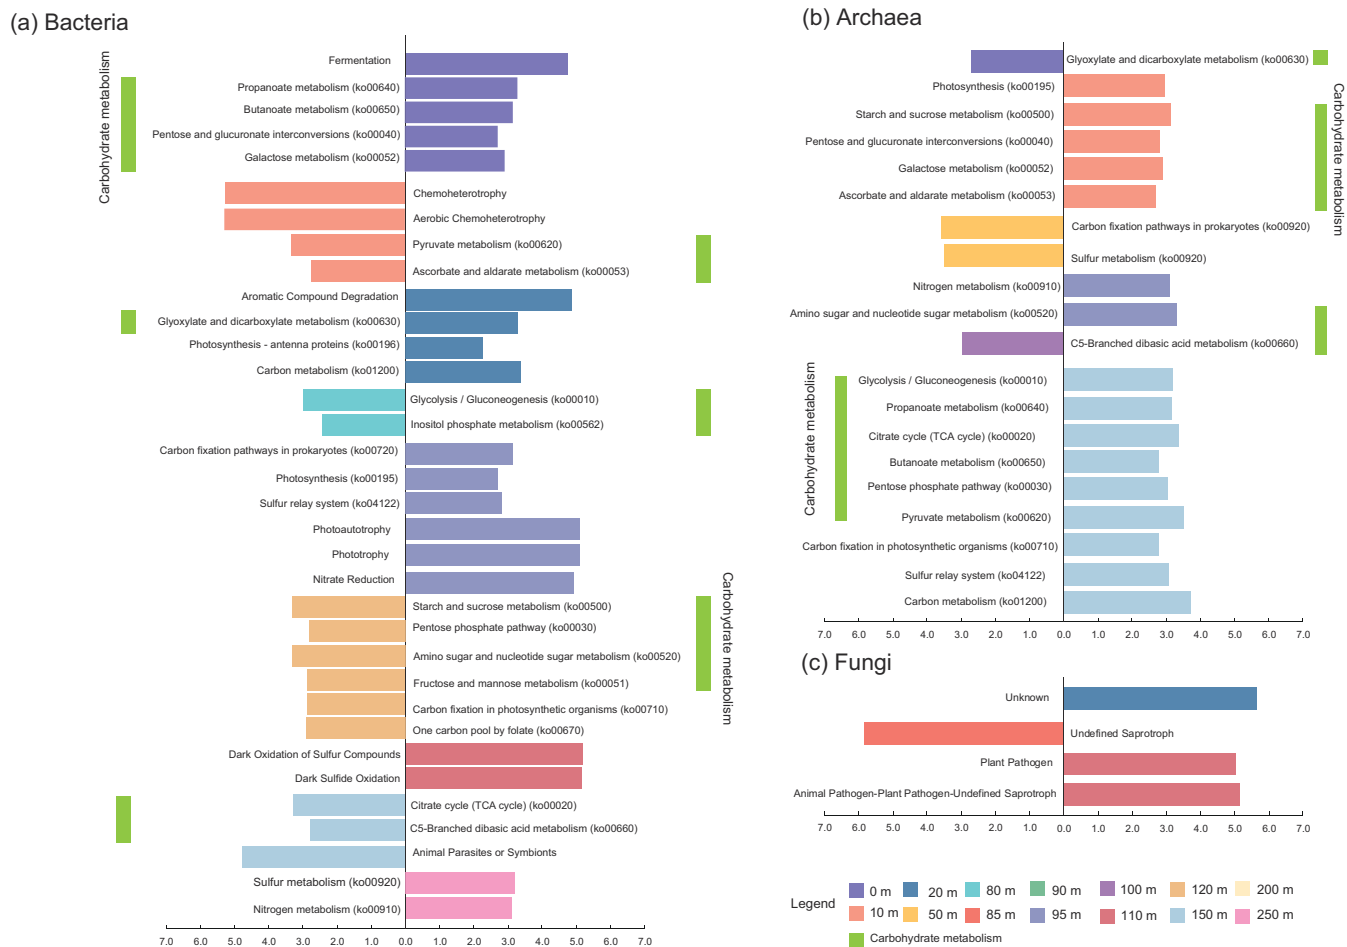 (a) Bacteria
Carbohydrate metabolism
Fermentation
Propanoate metabolism (ko00640)
Butanoate metabolism (ko00650)
Pentose and glucuronate interconversions (ko00040)
Galactose metabolism (ko00052)
Chemoheterotrophy
Aerobic Chemoheterotrophy
Pyruvate metabolism (ko00620)
Ascorbate and aldarate metabolism (ko00053)
Aromatic Compound Degradation
Glyoxylate and dicarboxylate metabolism (ko00630)
Photosynthesis - antenna proteins (ko00196)
Carbon metabolism (ko01200)
Glycolysis / Gluconeogenesis (ko00010)
Inositol phosphate metabolism (ko00562)
Carbon fixation pathways in prokaryotes (ko00720)
Photosynthesis (ko00195)
Sulfur relay system (ko04122)
Photoautotrophy
Phototrophy
Nitrate Reduction
Starch and sucrose metabolism (ko00500)
Pentose phosphate pathway (ko00030)
Amino sugar and nucleotide sugar metabolism (ko00520)
Fructose and mannose metabolism (ko00051)
Carbon fixation in photosynthetic organisms (ko00710)
One carbon pool by folate (ko00670)
Carbohydrate metabolism
Dark Oxidation of Sulfur Compounds
Dark Sulfide Oxidation
Citrate cycle (TCA cycle) (ko00020)
C5-Branched dibasic acid metabolism (ko00660)
Animal Parasites or Symbionts
Sulfur metabolism (ko00920)
Nitrogen metabolism (ko00910)
7.0 6.0 5.0 4.0 3.0 2.0 1.0 0.0 1.0 2.0 3.0 4.0 5.0 6.0 7.0
(b) Archaea
Glyoxylate and dicarboxylate metabolism (ko00630)
Photosynthesis (ko00195)
Starch and sucrose metabolism (ko00500)
Pentose and glucuronate interconversions (ko00040)
Galactose metabolism (ko00052)
Ascorbate and aldarate metabolism (ko00053)
Carbohydrate metabolism
Carbon fixation pathways in prokaryotes (ko00920)
Sulfur metabolism (ko00920)
Nitrogen metabolism (ko00910)
Amino sugar and nucleotide sugar metabolism (ko00520)
C5-Branched dibasic acid metabolism (ko00660)
Carbohydrate metabolism
Glycolysis / Gluconeogenesis (ko00010)
Propanoate metabolism (ko00640)
Citrate cycle (TCA cycle) (ko00020)
Butanoate metabolism (ko00650)
Pentose phosphate pathway (ko00030)
Pyruvate metabolism (ko00620)
Carbon fixation in photosynthetic organisms (ko00710)
Sulfur relay system (ko04122)
Carbon metabolism (ko01200)
7.0 6.0 5.0 4.0 3.0 2.0 1.0 0.0 1.0 2.0 3.0 4.0 5.0 6.0 7.0
(c) Fungi
Unknown
Undefined Saprotroph
Plant Pathogen
Animal Pathogen-Plant Pathogen-Undefined Saprotroph
7.0 6.0 5.0 4.0 3.0 2.0 1.0 0.0 1.0 2.0 3.0 4.0 5.0 6.0 7.0
Legend
0 m 20 m 80 m 90 m 100 m 120 m 200 m
10 m 50 m 85 m 95 m 110 m 150 m 250 m
Carbohydrate metabolism